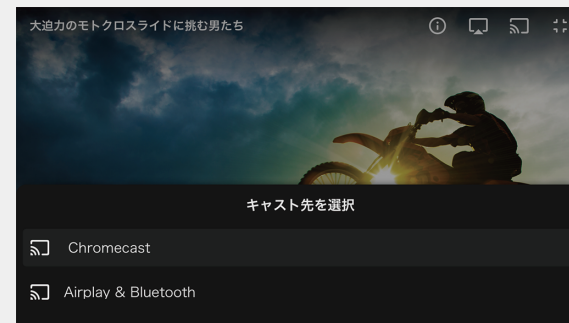 大迫力のモトクロスライドに挑む男たち
キャスト先を選択
Chromecast
Airplay & Bluetooth